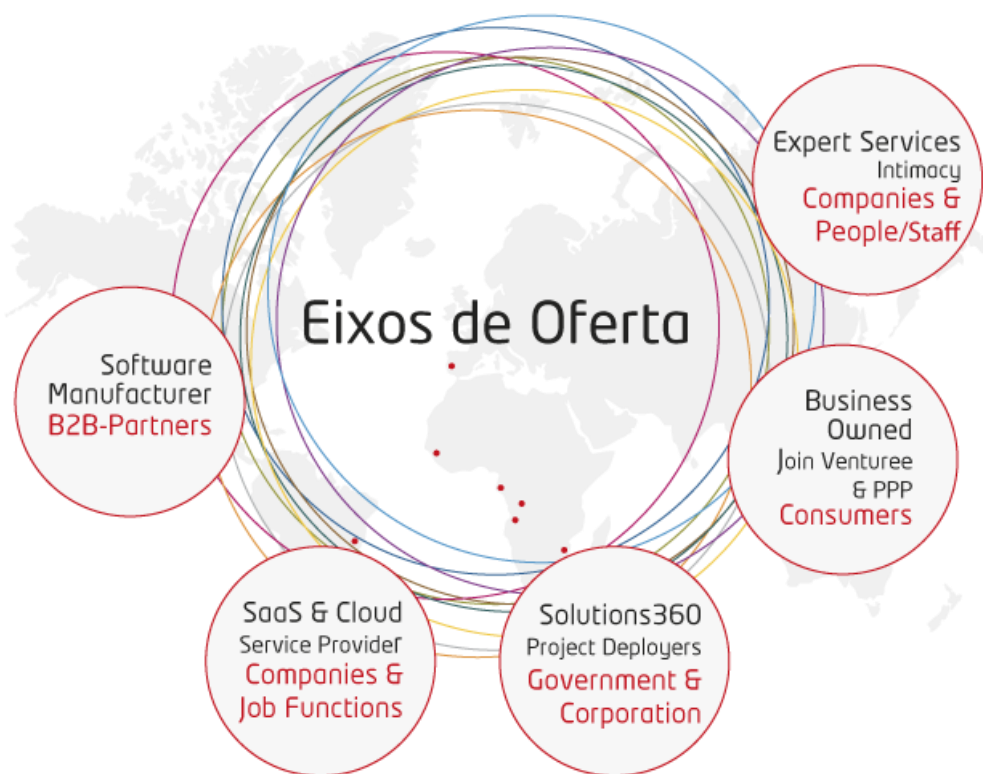 Eixos de Oferta
Expert Services
Intimacy
Companies &
People/Staff
Business
Owned
Join Venturee
& PPP
Consumers
Solutions360
Project Deployers
Government &
Corporation
SaaS & Cloud
Service Provider
Companies &
Job Functions
Software
Manufacturer
B2B-Partners